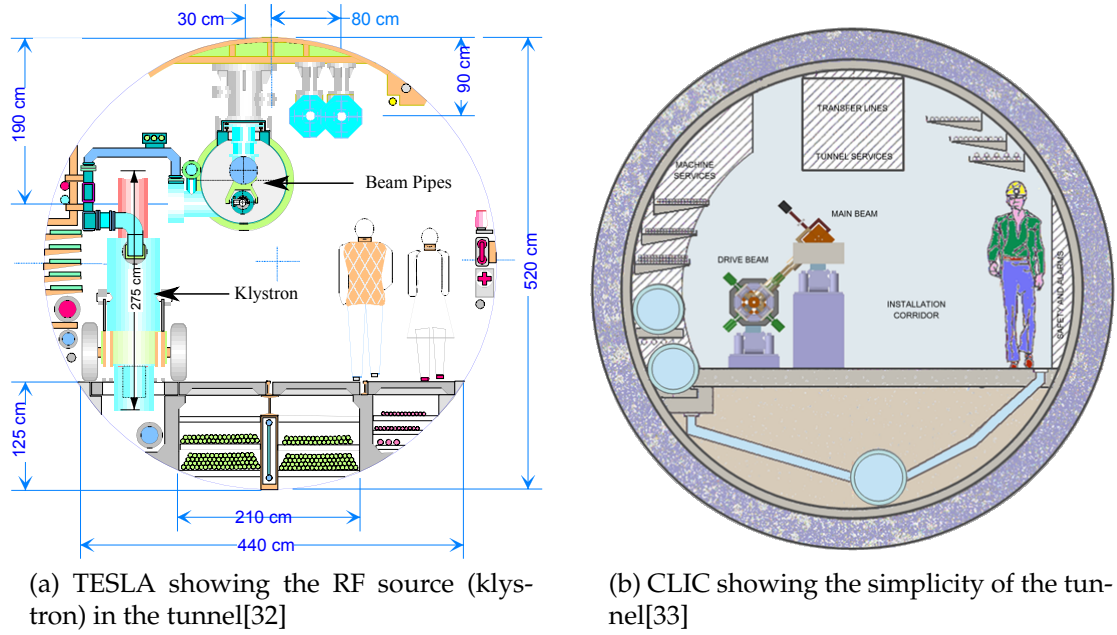 30 cm
80 cm
190 cm
90 cm
Beam Pipes
520 cm
275 cm
Klystron
125 cm
210 cm
440 cm
(a) TESLA showing the RF source (klys-
tron) in the tunnel[32]
TRANSFER LINES
TUNNEL SERVICES
MACHINE
SERVICES
MAIN BEAM
DRIVE BEAM
INSTALLATION
CORRIDOR
SAFETY AND ALARMS
(b) CLIC showing the simplicity of the tun-
nel[33]